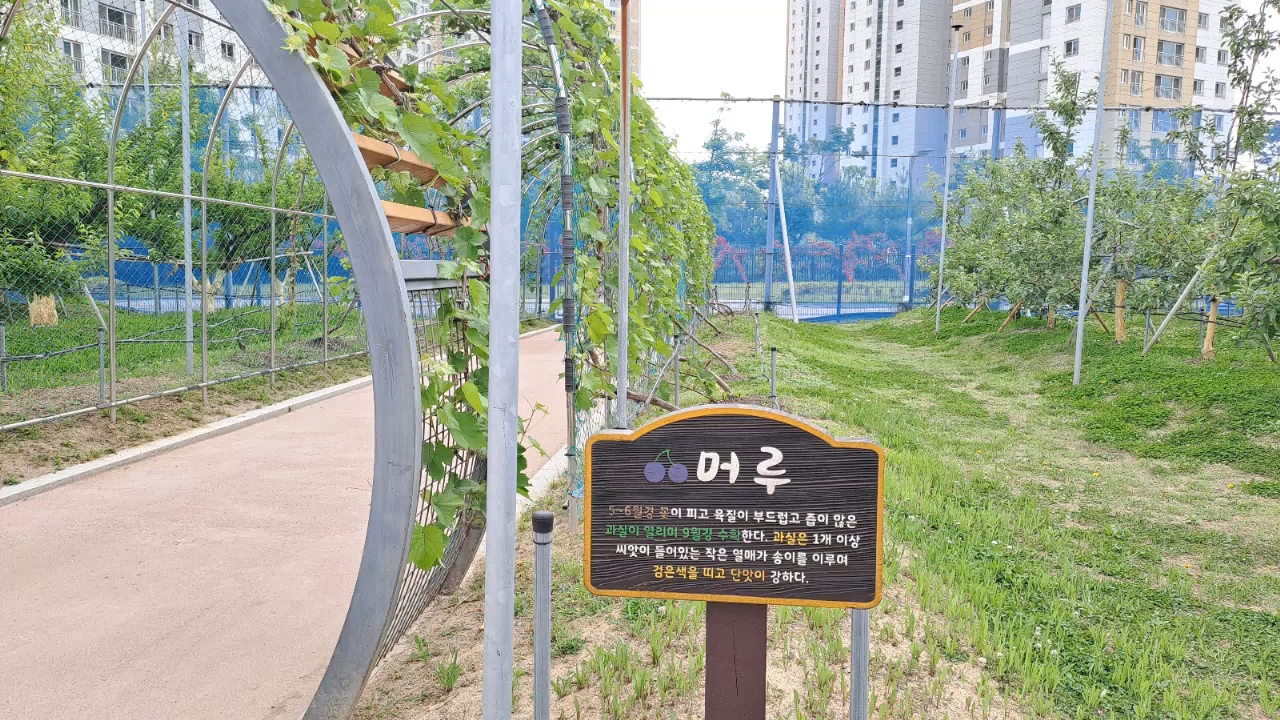 머루
5~6월경 꽃이 피고 육질이 부드럽고 즙이 많은
과실이 열리며 9월경 수확한다. 과실은 1개 이상
씨앗이 들어있는 작은 열매가 송이를 이루며
검은색을 띠고 단맛이 강하다.